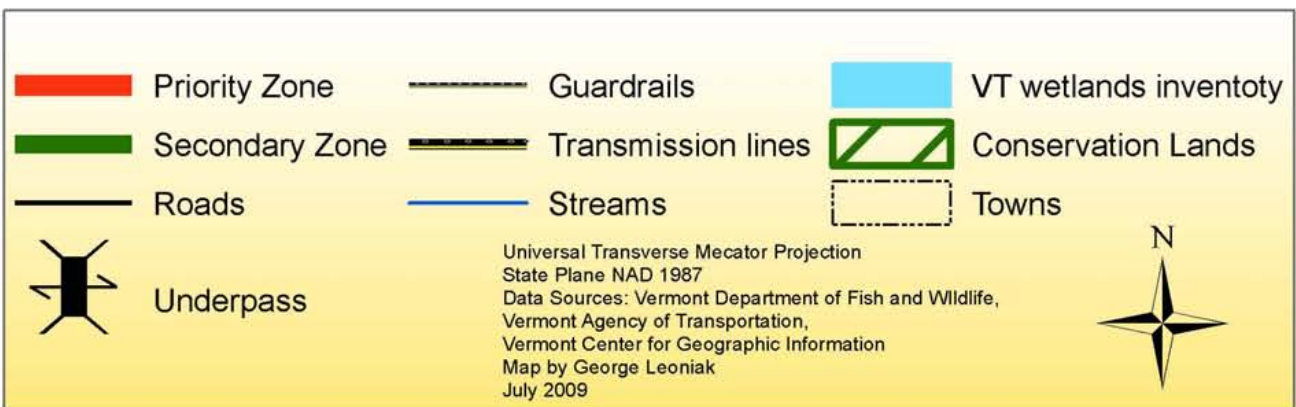 Priority Zone
Guardrails
VT wetlands inventoty
Secondary Zone
Transmission lines
Conservation Lands
Roads
Streams
Towns
Underpass
Universal Transverse Mecator Projection
State Plane NAD 1987
Data Sources: Vermont Department of Fish and WIldlife,
Vermont Agency of Transportation,
Vermont Center for Geographic Information
Map by George Leoniak
July 2009
N